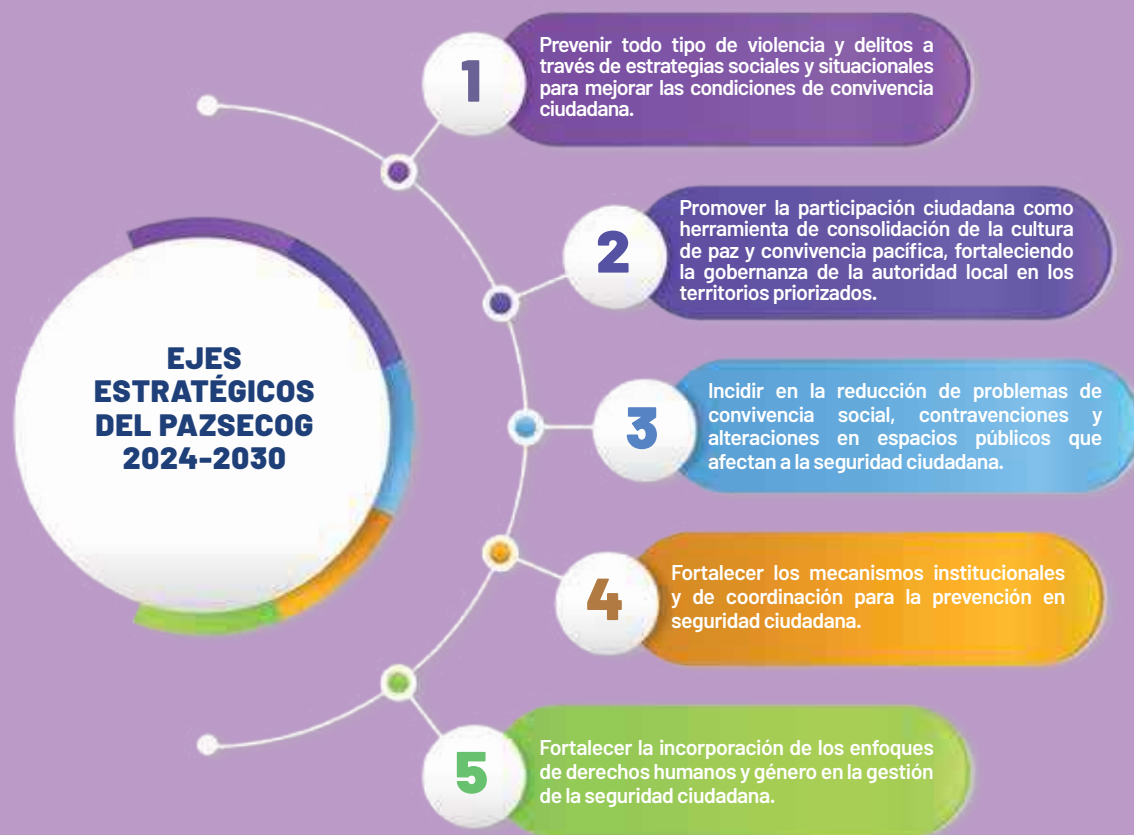 EJES
ESTRATÉGICOS
DEL PAZSECOG
2024-2030
1
Prevenir todo tipo de violencia y delitos a
través de estrategias sociales y situacionales
para mejorar las condiciones de convivencia
ciudadana.
2
Promover la participación ciudadana como
herramienta de consolidación de la cultura
de paz y convivencia pacífica, fortaleciendo
la gobernanza de la autoridad local en los
territorios priorizados.
3
Incidir en la reducción de problemas de
convivencia social, contravenciones y
alteraciones en espacios públicos que
afectan a la seguridad ciudadana.
4
Fortalecer los mecanismos institucionales
y de coordinación para la prevención en
seguridad ciudadana.
5
Fortalecer la incorporación de los enfoques
de derechos humanos y género en la gestión
de la seguridad ciudadana.